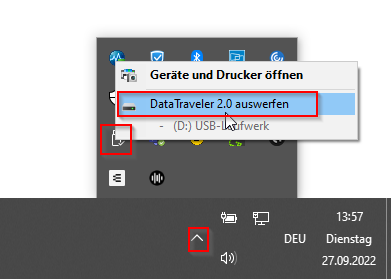 Geräte und Drucker öffnen
DataTraveler 2.0 auswerfen
- (D:) USB-Laufwerk
13:57
DEU Dienstag
27.09.2022